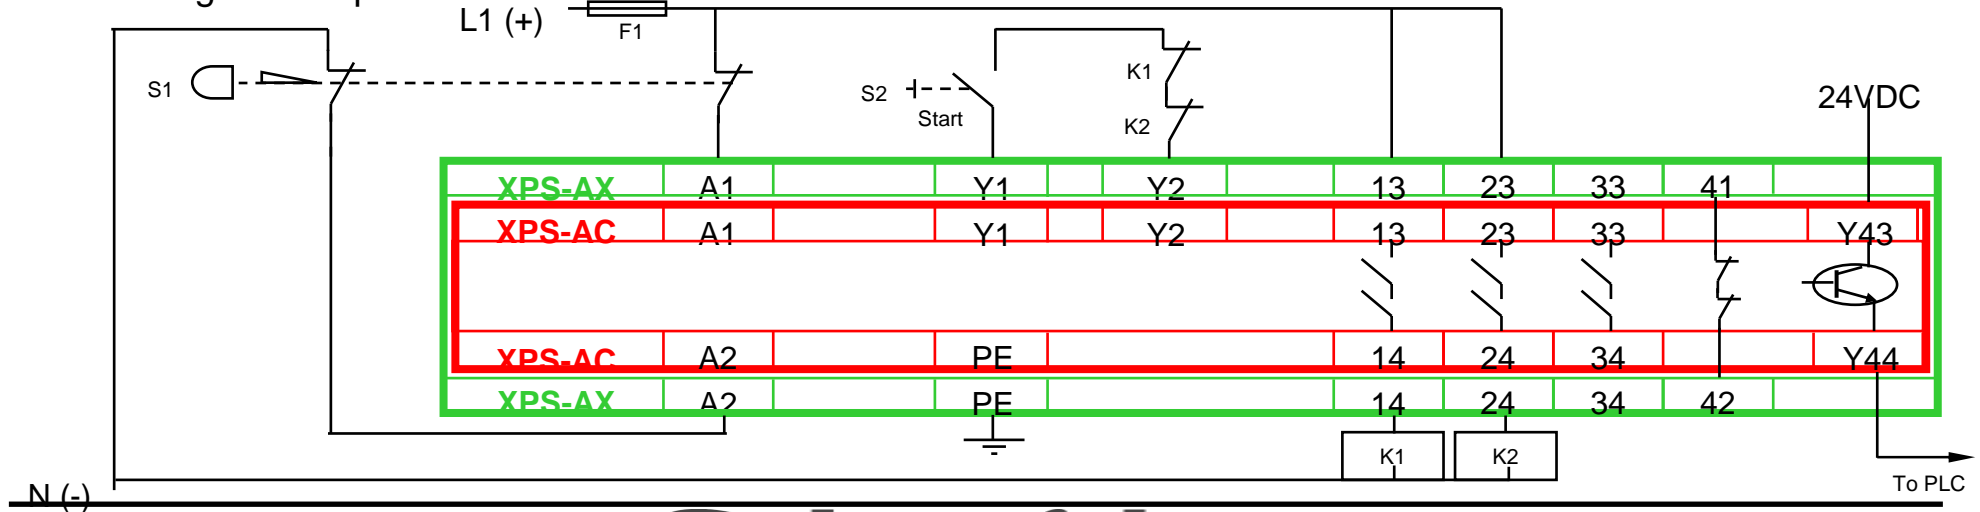 L1 (+)
F1
S1
S2
Start
K1
K2
24VDC
XPS-AX A1 Y1 Y2 13 23 33 41
XPS-AC A1 Y1 Y2 13 23 33 Y43
XPS-AC A2 PE 14 24 34 Y44
XPS-AX A2 PE 14 24 34 42
K1 K2
To PLC
N (-)